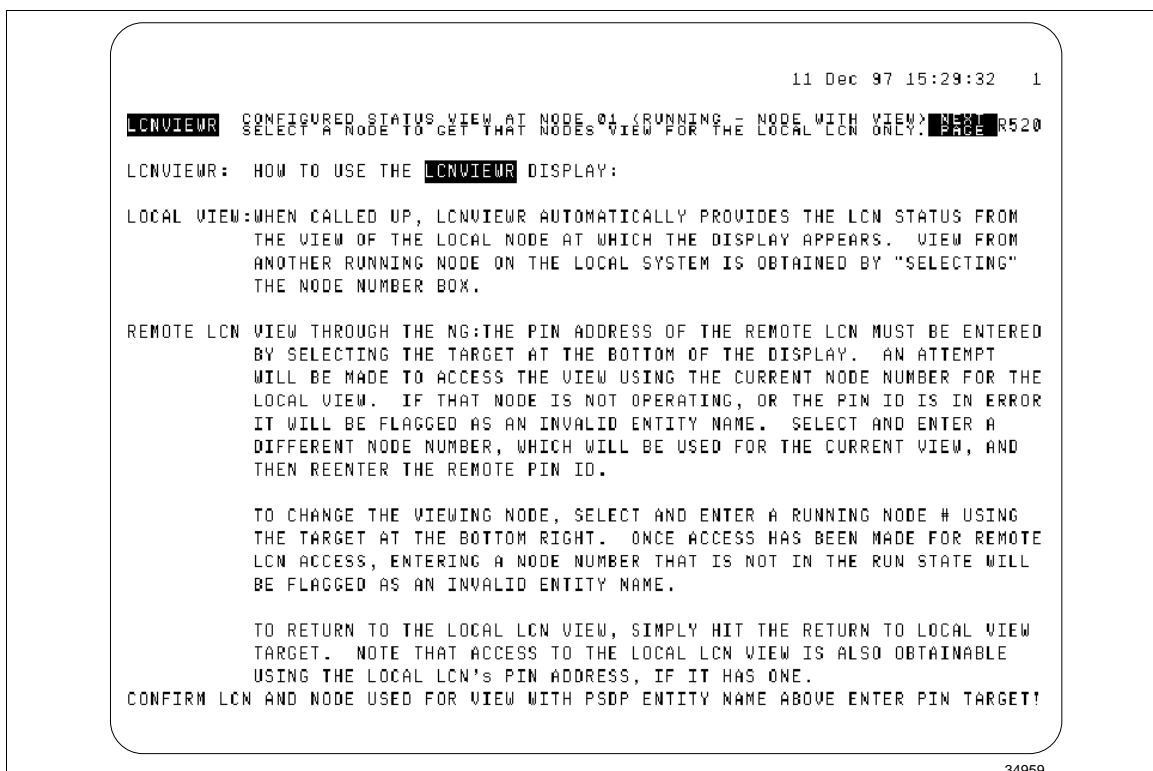 11 Dec 97 15:29:32 1
LCNVIEWR CONFIGURED STATUS VIEW AT NODE 01 (RUNNING - NODE WITH VIEW) NEXT
SELECT A NODE TO GET THAT NODES VIEW FOR THE LOCAL LCN ONLY. PAGE R520
LCNVIEWR: HOW TO USE THE LCNVIEWR DISPLAY:
LOCAL VIEW:WHEN CALLED UP, LCNVIEWR AUTOMATICALLY PROVIDES THE LCN STATUS FROM
THE VIEW OF THE LOCAL NODE AT WHICH THE DISPLAY APPEARS. VIEW FROM
ANOTHER RUNNING NODE ON THE LOCAL SYSTEM IS OBTAINED BY "SELECTING"
THE NODE NUMBER BOX.
REMOTE LCN VIEW THROUGH THE NG:THE PIN ADDRESS OF THE REMOTE LCN MUST BE ENTERED
BY SELECTING THE TARGET AT THE BOTTOM OF THE DISPLAY. AN ATTEMPT
WILL BE MADE TO ACCESS THE VIEW USING THE CURRENT NODE NUMBER FOR THE
LOCAL VIEW. IF THAT NODE IS NOT OPERATING, OR THE PIN ID IS IN ERROR
IT WILL BE FLAGGED AS AN INVALID ENTITY NAME. SELECT AND ENTER A
DIFFERENT NODE NUMBER, WHICH WILL BE USED FOR THE CURRENT VIEW, AND
THEN REENTER THE REMOTE PIN ID.
TO CHANGE THE VIEWING NODE, SELECT AND ENTER A RUNNING NODE # USING
THE TARGET AT THE BOTTOM RIGHT. ONCE ACCESS HAS BEEN MADE FOR REMOTE
LCN ACCESS, ENTERING A NODE NUMBER THAT IS NOT IN THE RUN STATE WILL
BE FLAGGED AS AN INVALID ENTITY NAME.
TO RETURN TO THE LOCAL LCN VIEW, SIMPLY HIT THE RETURN TO LOCAL VIEW
TARGET. NOTE THAT ACCESS TO THE LOCAL LCN VIEW IS ALSO OBTAINABLE
USING THE LOCAL LCN's PIN ADDRESS, IF IT HAS ONE.
CONFIRM LCN AND NODE USED FOR VIEW WITH PSDP ENTITY NAME ABOVE ENTER PIN TARGET!
34959